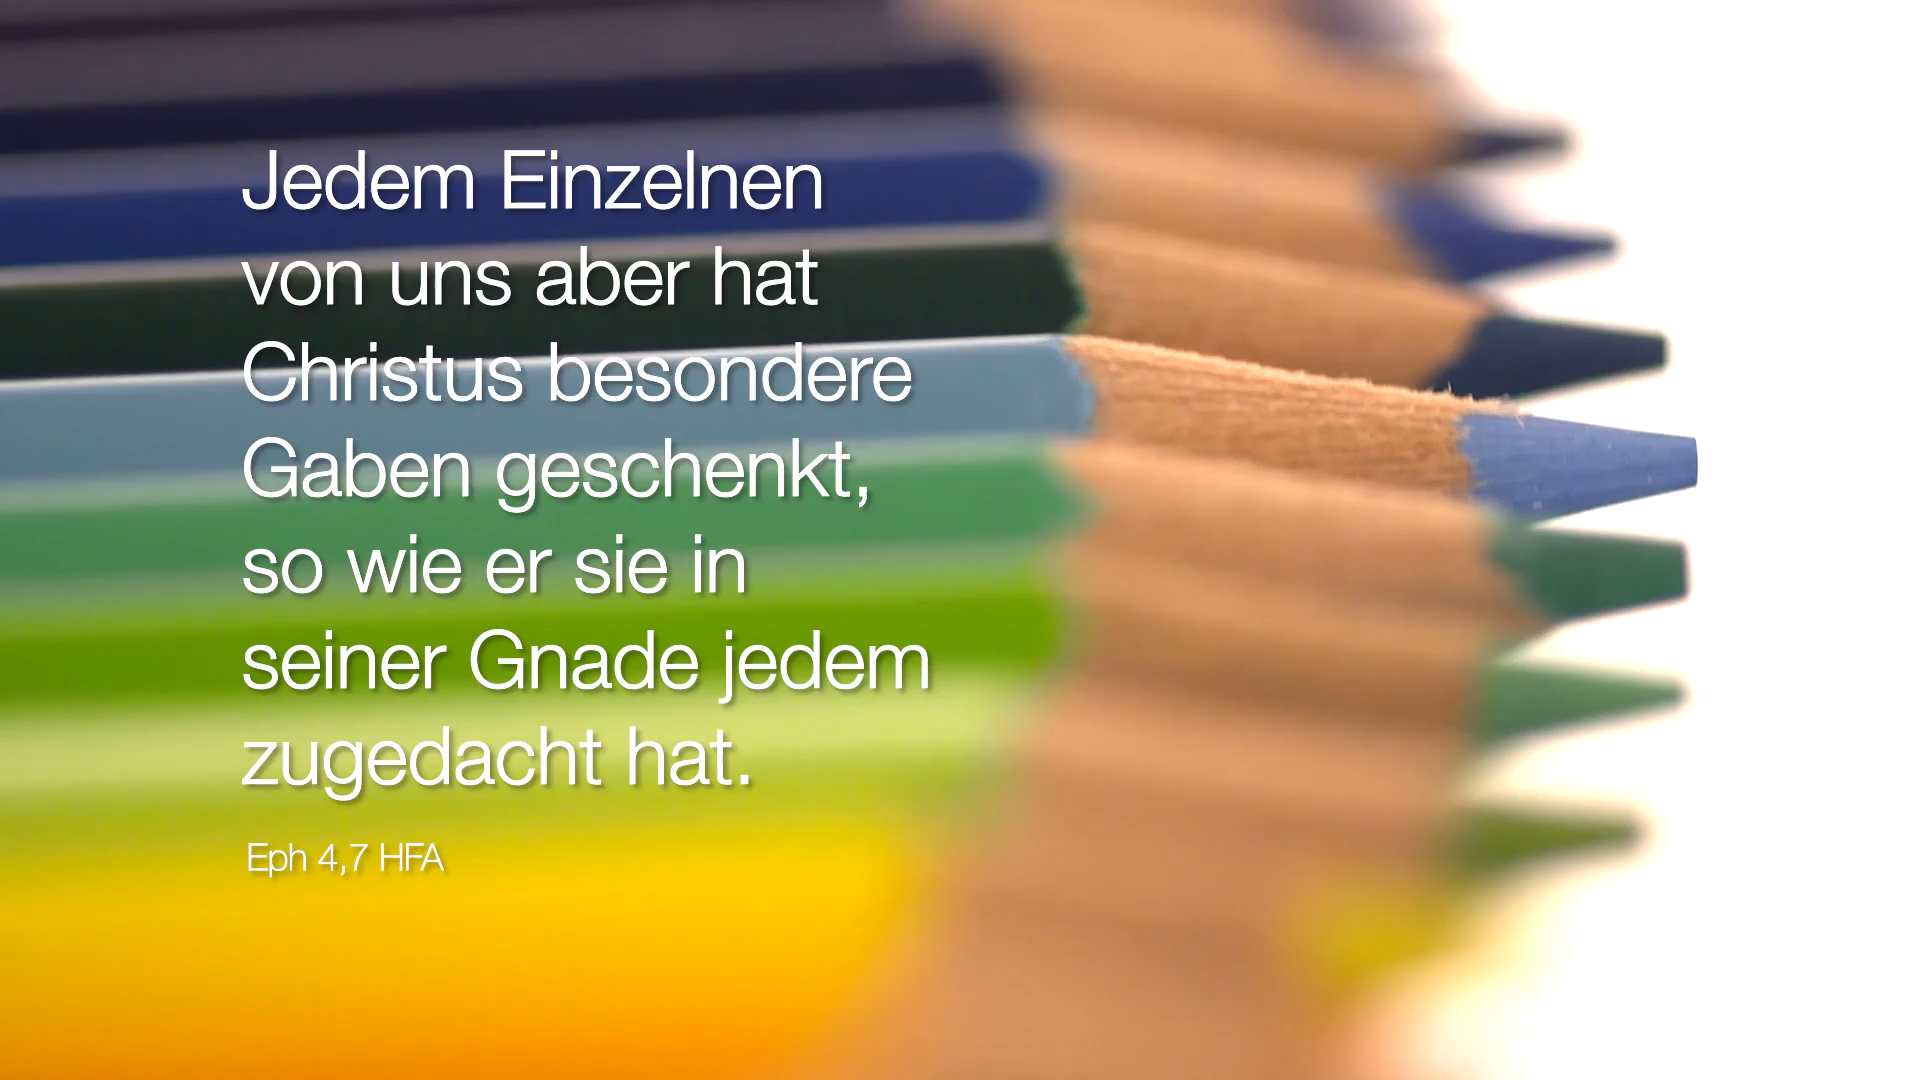 Jedem Einzelnen
von uns aber hat
Christus besondere
Gaben geschenkt,
so wie er sie in
seiner Gnade jedem
zugedacht hat.
Eph 4,7 HFA